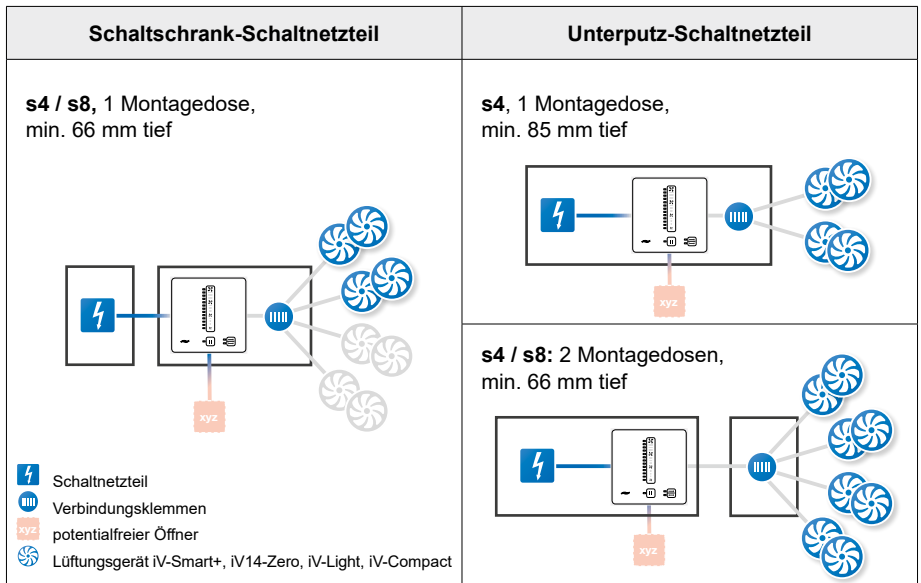 Schaltschrank-Schaltnetzteil
s4 / s8, 1 Montagedose,
min. 66 mm tief
xyz
Schaltnetzteil
Verbindungsklemmen
xyz potentialfreier Öffner
Lüftungsgerät iV-Smart+, iV14-Zero, iV-Light, iV-Compact
Unterputz-Schaltnetzteil
s4, 1 Montagedose,
min. 85 mm tief
xyz
s4 / s8: 2 Montagedosen,
min. 66 mm tief
xyz